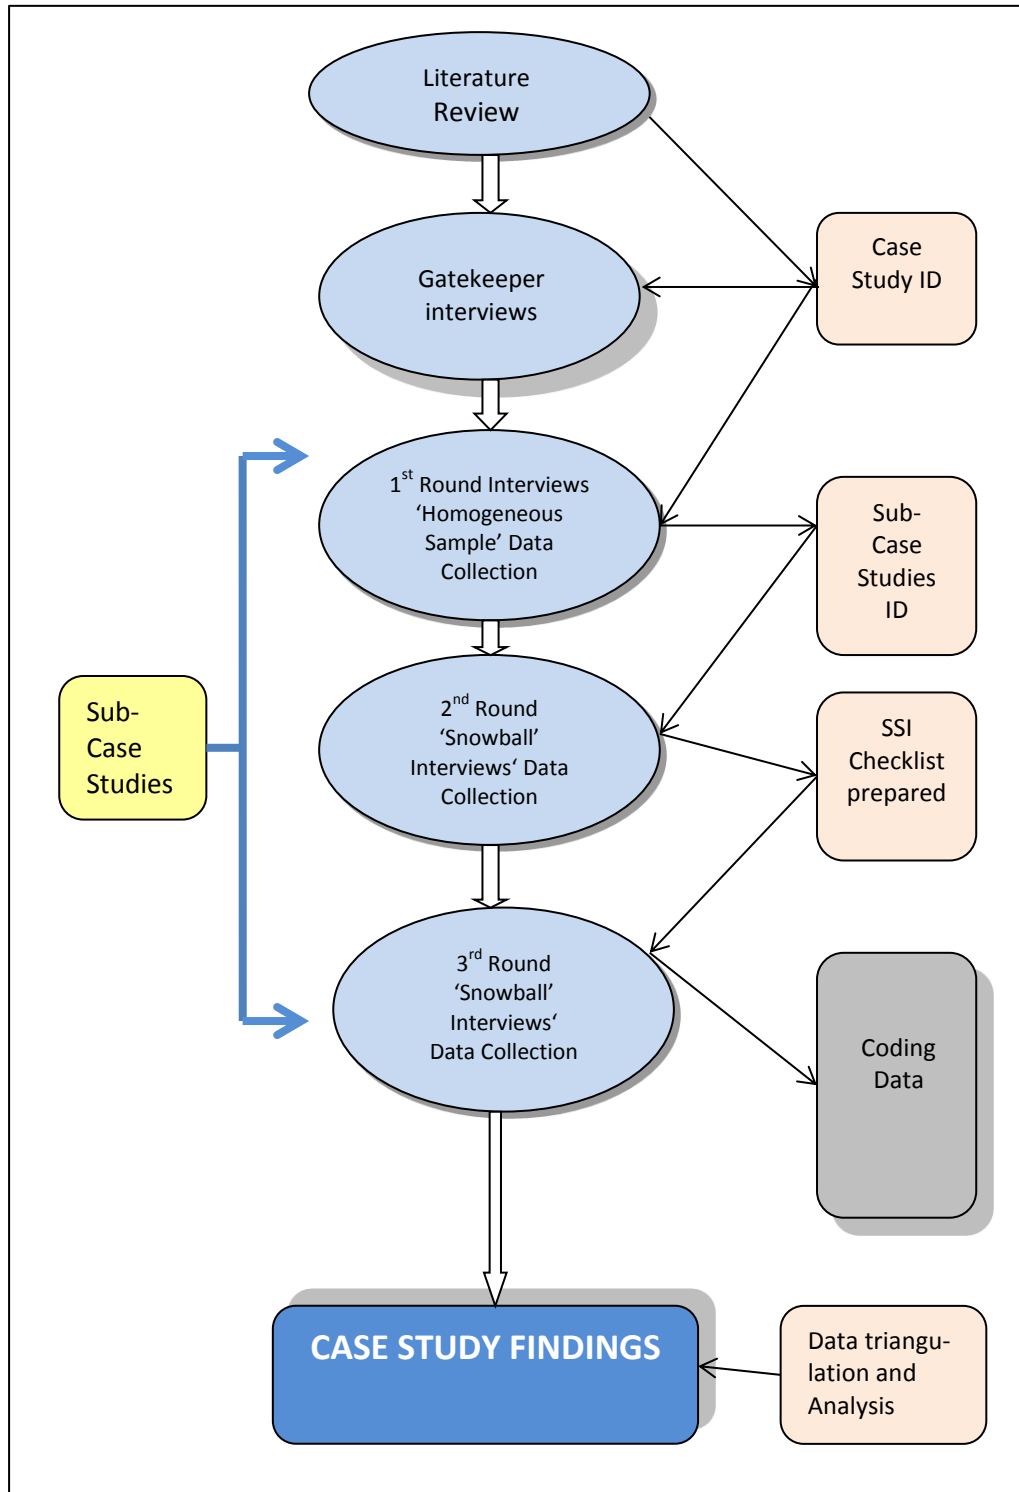 Literature
Review
Case
Study ID
Gatekeeper
interviews
1st Round Interviews
‘Homogeneous
Sample’ Data
Collection
Sub-
Case
Studies
ID
Sub-
Case
Studies
2nd Round
‘Snowball’
Interviews‘ Data
Collection
SSI
Checklist
prepared
3rd Round
‘Snowball’
Interviews‘
Data Collection
Coding
Data
CASE STUDY FINDINGS
Data triangu-
lation and
Analysis